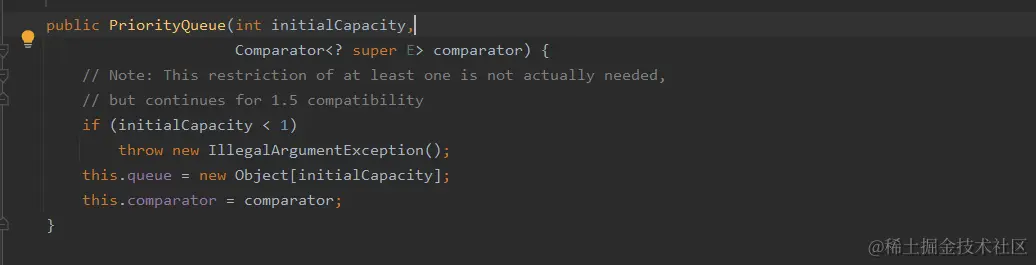 public PriorityQueue(int initialCapacity,
                     Comparator<? super E> comparator) {
    // Note: This restriction of at least one is not actually needed,
    // but continues for 1.5 compatibility
    if (initialCapacity < 1)
        throw new IllegalArgumentException();
    this.queue = new Object[initialCapacity];
    this.comparator = comparator;
}
@稀土掘金技术社区